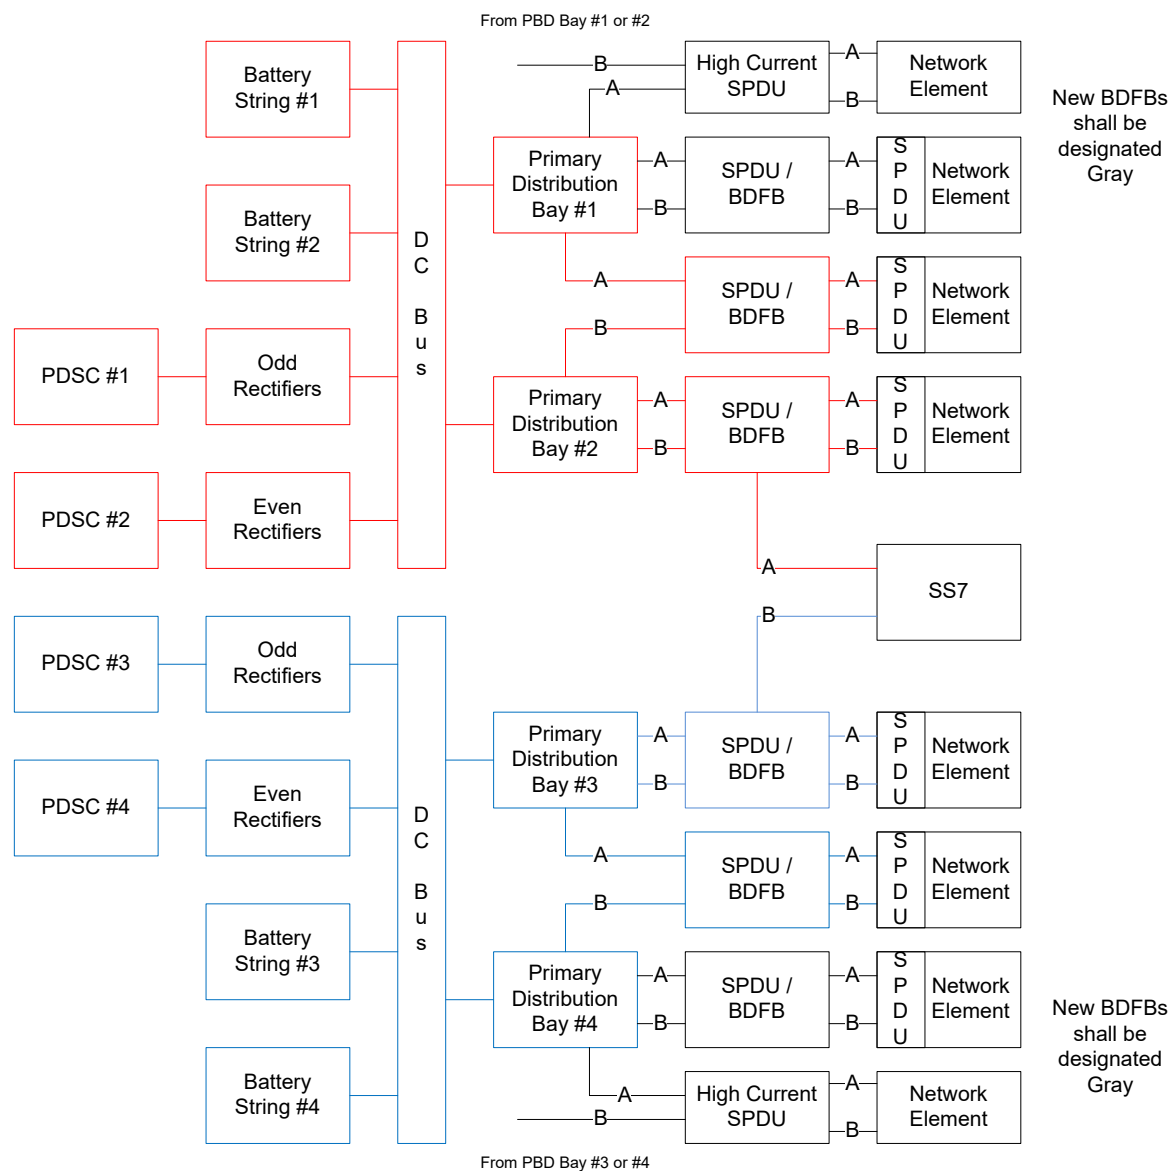 From PBD Bay #1 or #2
Battery
String #1
B
A
High Current
SPDU
A
B
Network
Element
New BDFBs
shall be
designated
Gray
Primary
Distribution
Bay #1
A
B
SPDU /
BDFB
A
B
S
P
D
U
Network
Element
Battery
String #2
D
C
B
u
s
A
B
SPDU /
BDFB
A
B
S
P
D
U
Network
Element
PDSC #1
Odd
Rectifiers
Primary
Distribution
Bay #2
A
B
SPDU /
BDFB
A
B
S
P
D
U
Network
Element
PDSC #2
Even
Rectifiers
A
B
SS7
PDSC #3
Odd
Rectifiers
Primary
Distribution
Bay #3
A
B
SPDU /
BDFB
A
B
S
P
D
U
Network
Element
PDSC #4
Even
Rectifiers
D
C
B
u
s
A
B
SPDU /
BDFB
A
B
S
P
D
U
Network
Element
Battery
String #3
Primary
Distribution
Bay #4
A
B
SPDU /
BDFB
A
B
S
P
D
U
Network
Element
New BDFBs
shall be
designated
Gray
Battery
String #4
A
B
High Current
SPDU
A
B
Network
Element
From PBD Bay #3 or #4